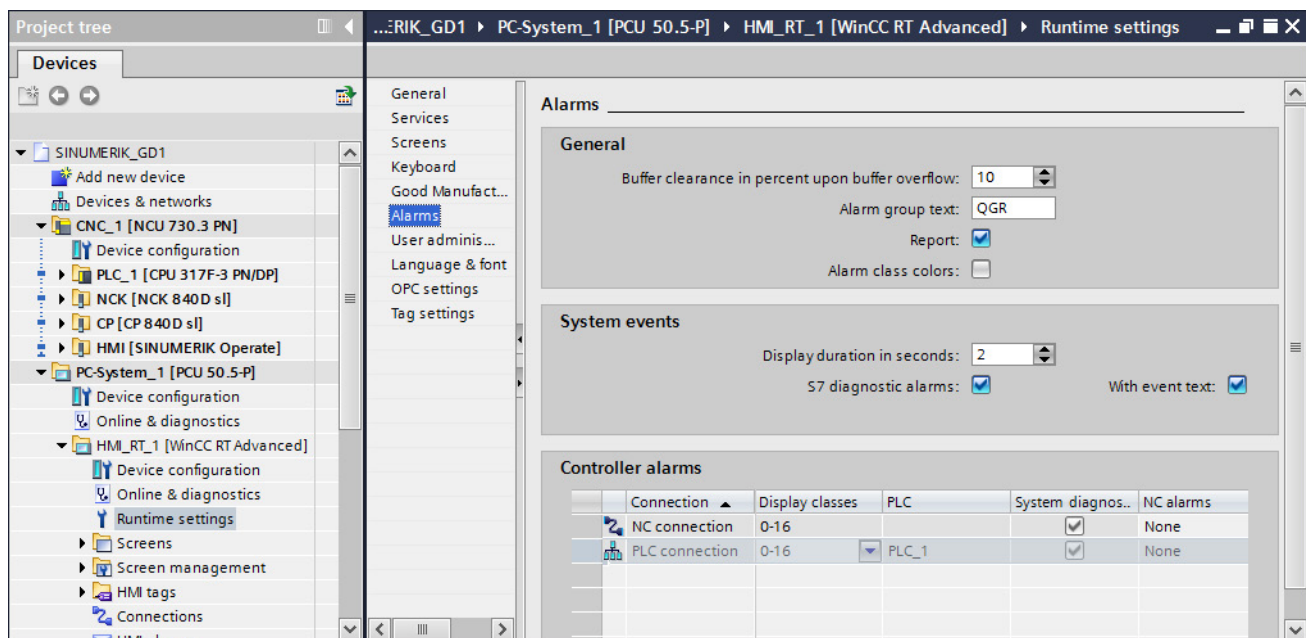 Project tree
Devices
SINUMERIK_GD1
Add new device
Devices & networks
CNC_1 [NCU 730.3 PN]
Device configuration
PLC_1 [CPU 317F-3 PN/DP]
NCK [NCK 840D sl]
CP [CP 840D sl]
HMI [SINUMERIK Operate]
PC-System_1 [PCU 50.5-P]
Device configuration
Online & diagnostics
HMI_RT_1 [WinCC RT Advanced]
Device configuration
Online & diagnostics
Runtime settings
Screens
Screen management
HMI tags
Connections
...ERIK_GD1 ▸ PC-System_1 [PCU 50.5-P] ▸ HMI_RT_1 [WinCC RT Advanced] ▸ Runtime settings
General
Services
Screens
Keyboard
Good Manufact...
Alarms
User adminis...
Language & font
OPC settings
Tag settings
Alarms
General
Buffer clearance in percent upon buffer overflow: 10
Alarm group text: QGR
Report:
Alarm class colors:
System events
Display duration in seconds: 2
S7 diagnostic alarms: With event text:
Controller alarms
Connection Display classes PLC System diagnos.. NC alarms
NC connection 0-16 None
PLC connection 0-16 PLC_1 None